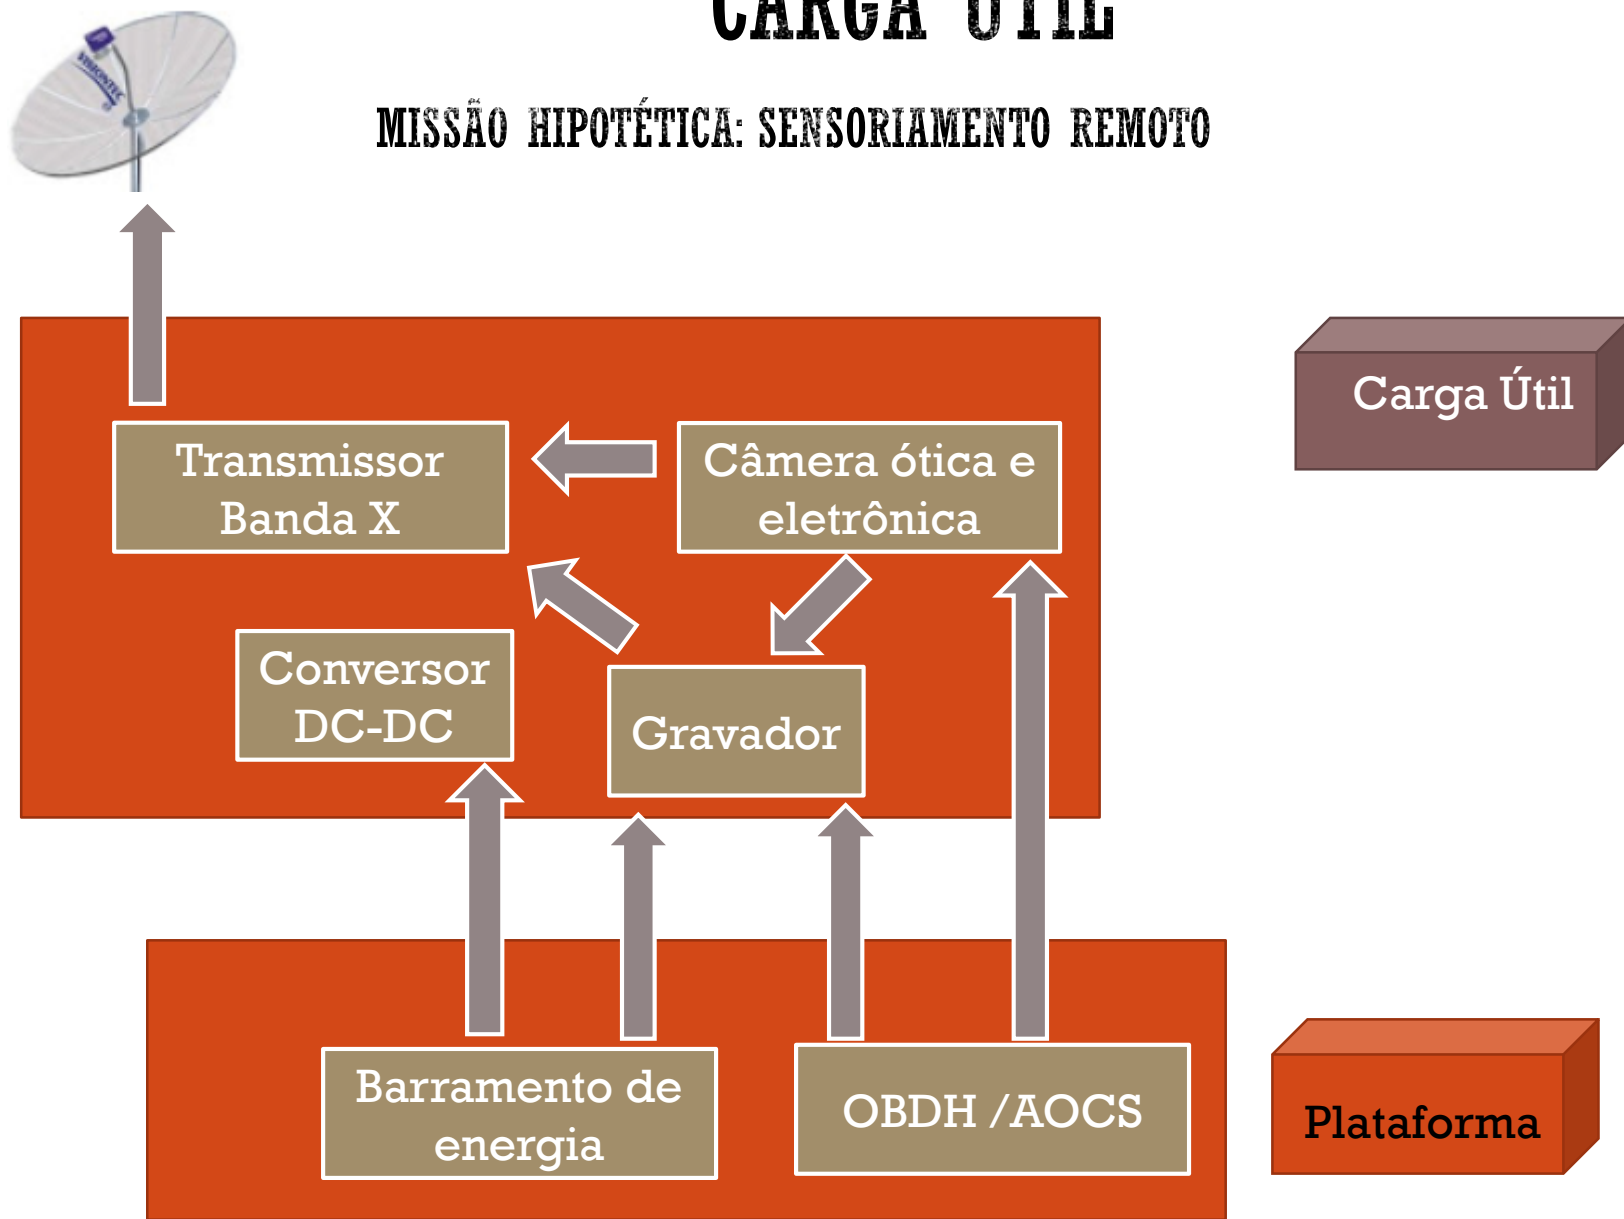 CARGA ÚTIL
MISSÃO HIPOTÉTICA: SENSORIAMENTO REMOTO
VISIONTEC
Carga Útil
Transmissor
Banda X
Câmera ótica e
eletrônica
Conversor
DC-DC
Gravador
Barramento de
energia
OBDH /AOCS
Plataforma